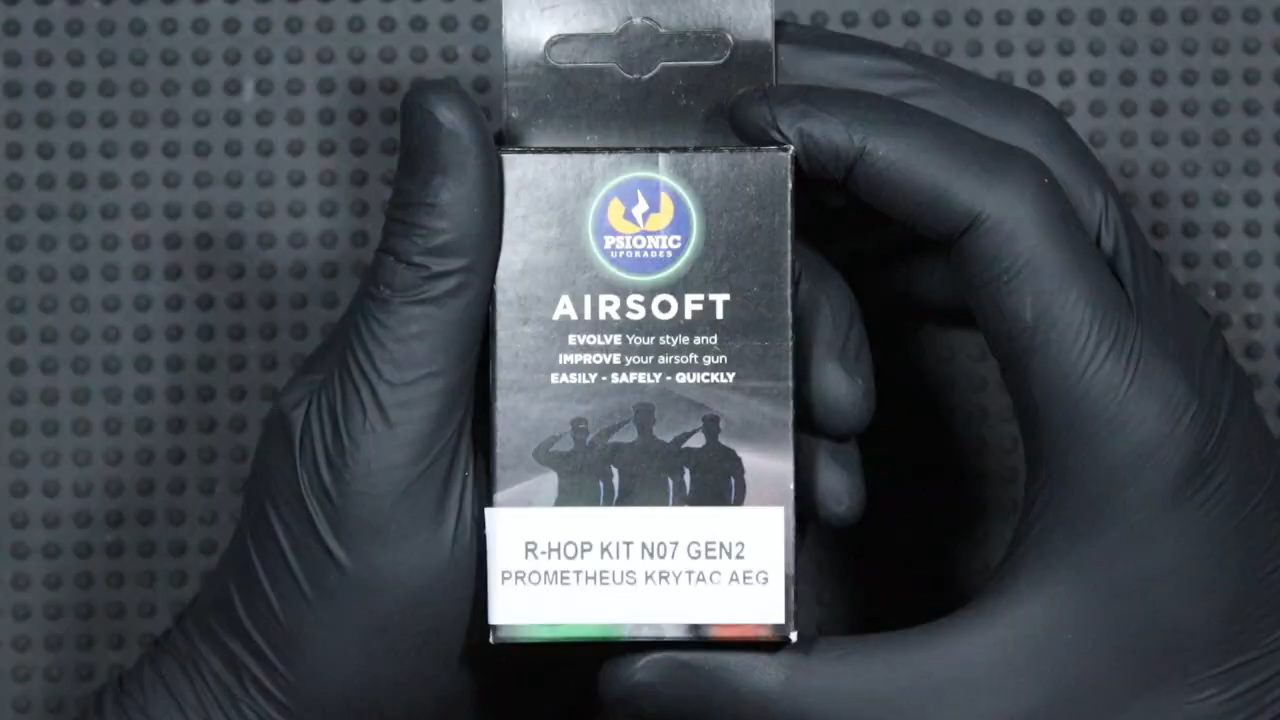 PSIONIC
UPGRADES
AIRSOFT
EVOLVE Your style and
IMPROVE your airsoft gun
EASILY - SAFELY - QUICKLY
R-HOP KIT N07 GEN2
PROMETHEUS KRYTAC AEG